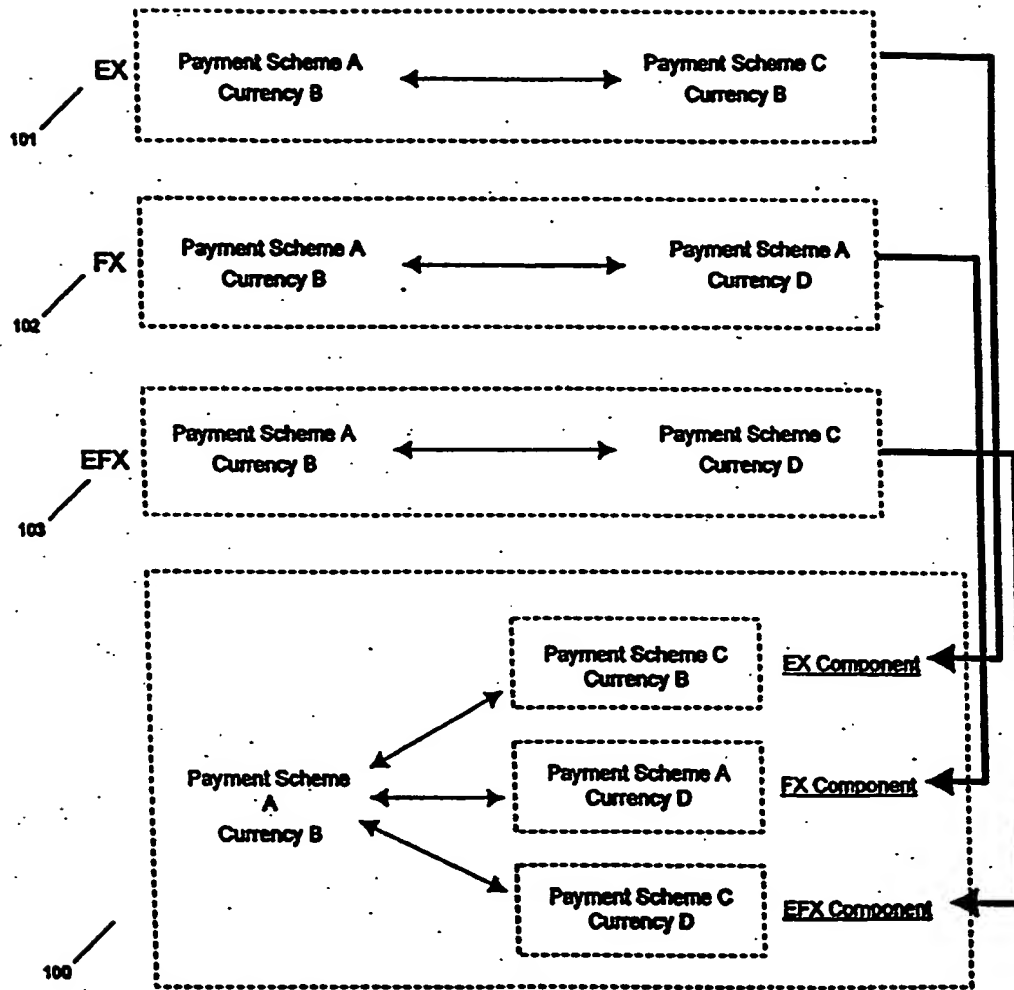 EX
Payment Scheme A
Currency B
Payment Scheme C
Currency B
101
FX
Payment Scheme A
Currency B
Payment Scheme A
Currency D
102
EFX
Payment Scheme A
Currency B
Payment Scheme C
Currency D
103
Payment Scheme C
Currency B
EX Component
Payment Scheme
A
Currency B
Payment Scheme A
Currency D
FX Component
Payment Scheme C
Currency D
EFX Component
100